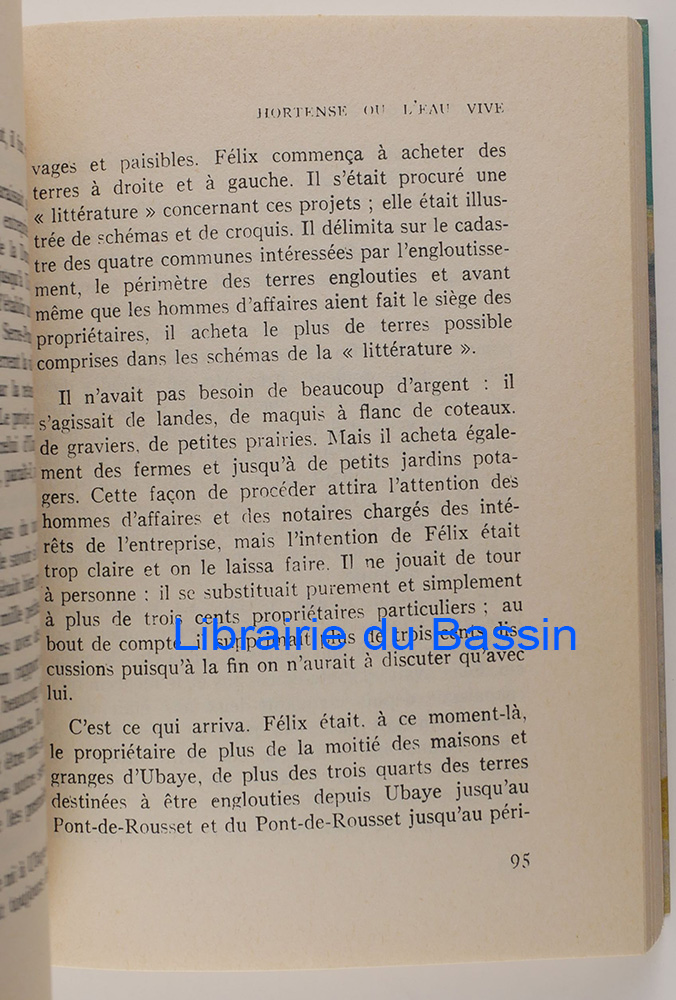 HORTENSE OU L'EAU VIVE
vages et paisibles. Félix commença à acheter des
terres à droite et à gauche. Il s'était procuré une
« littérature » concernant ces projets ; elle était illus-
trée de schémas et de croquis. Il délimita sur le cadas-
tre des quatre communes intéressées par l'engloutisse-
ment, le périmètre des terres englouties et avant
même que les hommes d'affaires aient fait le siège des
propriétaires, il acheta le plus de terres possible
comprises dans les schémas de la « littérature ».
Il n'avait pas besoin de beaucoup d'argent : il
s'agissait de landes, de maquis à flanc de coteaux.
de graviers, de petites prairies. Mais il acheta égale-
ment des fermes et jusqu'à de petits jardins pota-
gers. Cette façon de procéder attira l'attention des
hommes d'affaires et des notaires chargés des inté-
rêts de l'entreprise, mais l'intention de Félix était
trop claire et on le laissa faire. Il ne jouait de tour
à personne : il se substituait purement et simplement
à plus de trois cents propriétaires particuliers ; au
bout de compte il supprimait plus de trois cents dis-
cussions puisqu'à la fin on n'aurait à discuter qu'avec
lui.
C'est ce qui arriva. Félix était. à ce moment-là,
le propriétaire de plus de la moitié des maisons et
granges d'Ubaye, de plus des trois quarts des terres
destinées à être englouties depuis Ubaye jusqu'au
Pont-de-Rousset et du Pont-de-Rousset jusqu'au péri-
95
Librairie du Bassin